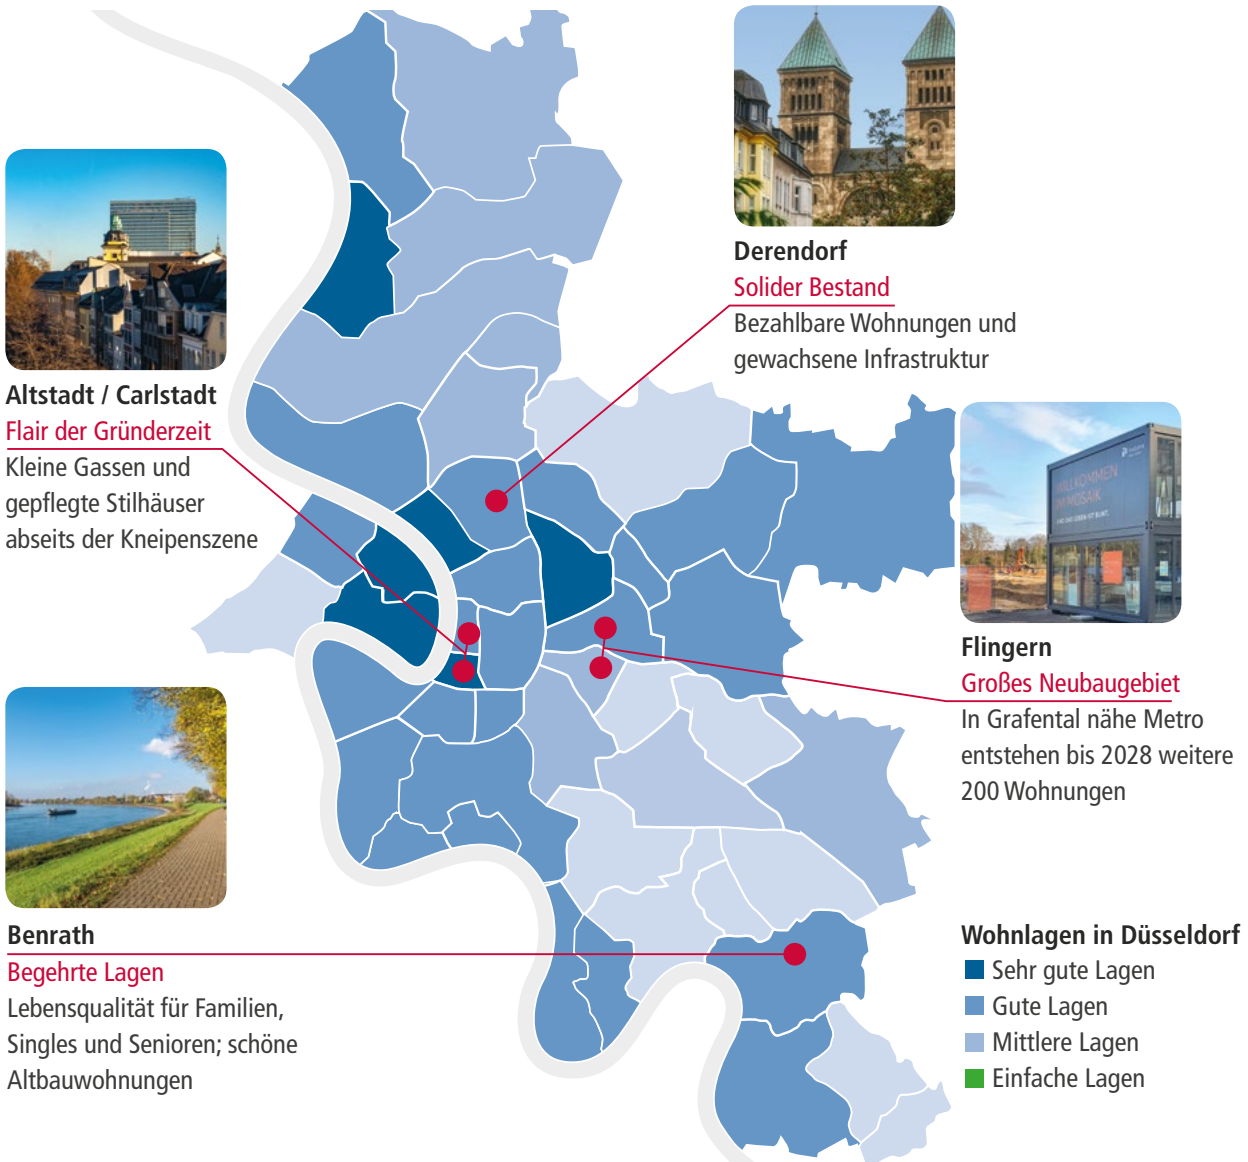 Derendorf
Solider Bestand
Bezahlbare Wohnungen und
gewachsene Infrastruktur
Altstadt / Carlstadt
Flair der Gründerzeit
Kleine Gassen und
gepflegte Stilhäuser
abseits der Kneipenszene
WILLKOMMEN
IM MOSAIK
Flingern
Großes Neubaugebiet
In Grafental nähe Metro
entstehen bis 2028 weitere
200 Wohnungen
Benrath
Begehrte Lagen
Lebensqualität für Familien,
Singles und Senioren; schöne
Altbauwohnungen
Wohnlagen in Düsseldorf
Sehr gute Lagen
Gute Lagen
Mittlere Lagen
Einfache Lagen